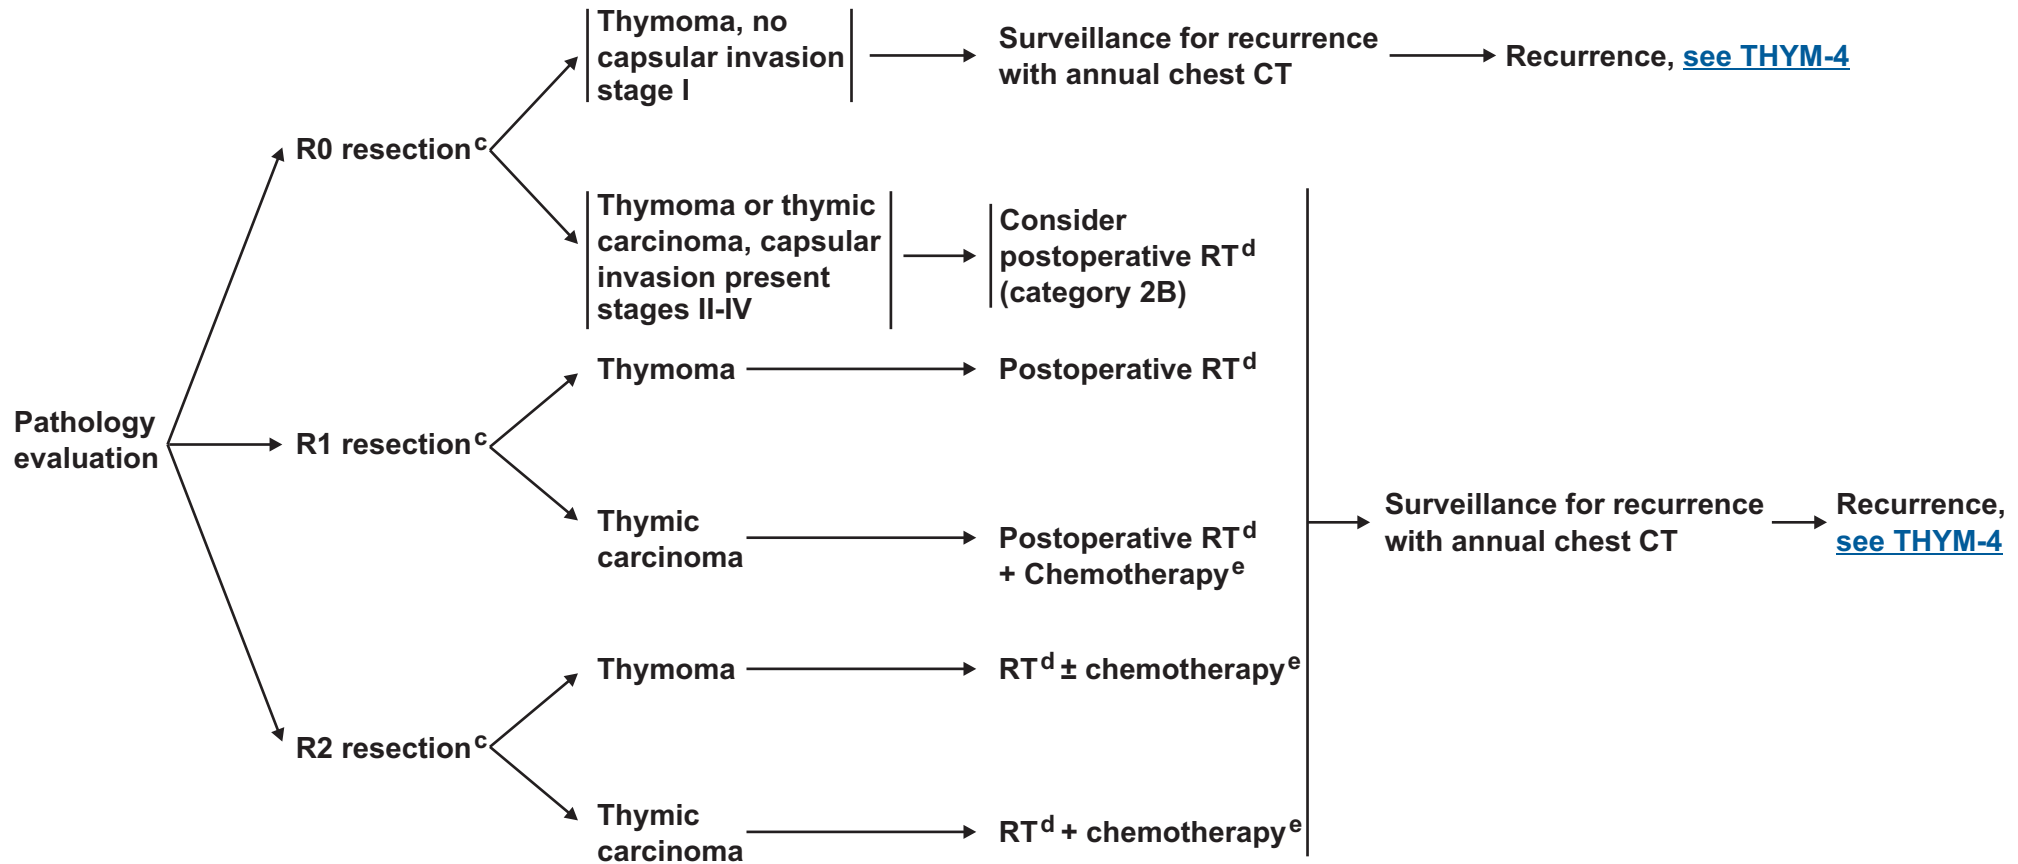 Thymoma, no
capsular invasion
stage I
Surveillance for recurrence
with annual chest CT
Recurrence, see THYM-4
R0 resection c
Thymoma or thymic
carcinoma, capsular
invasion present
stages II-IV
Consider
postoperative RT d
(category 2B)
Pathology
evaluation
R1 resection c
Thymoma
Postoperative RT d
Thymic
carcinoma
Postoperative RT d
+ Chemotherapy e
Surveillance for recurrence
with annual chest CT
Recurrence,
see THYM-4
R2 resection c
Thymoma
RT d ± chemotherapy e
Thymic
carcinoma
RT d + chemotherapy e